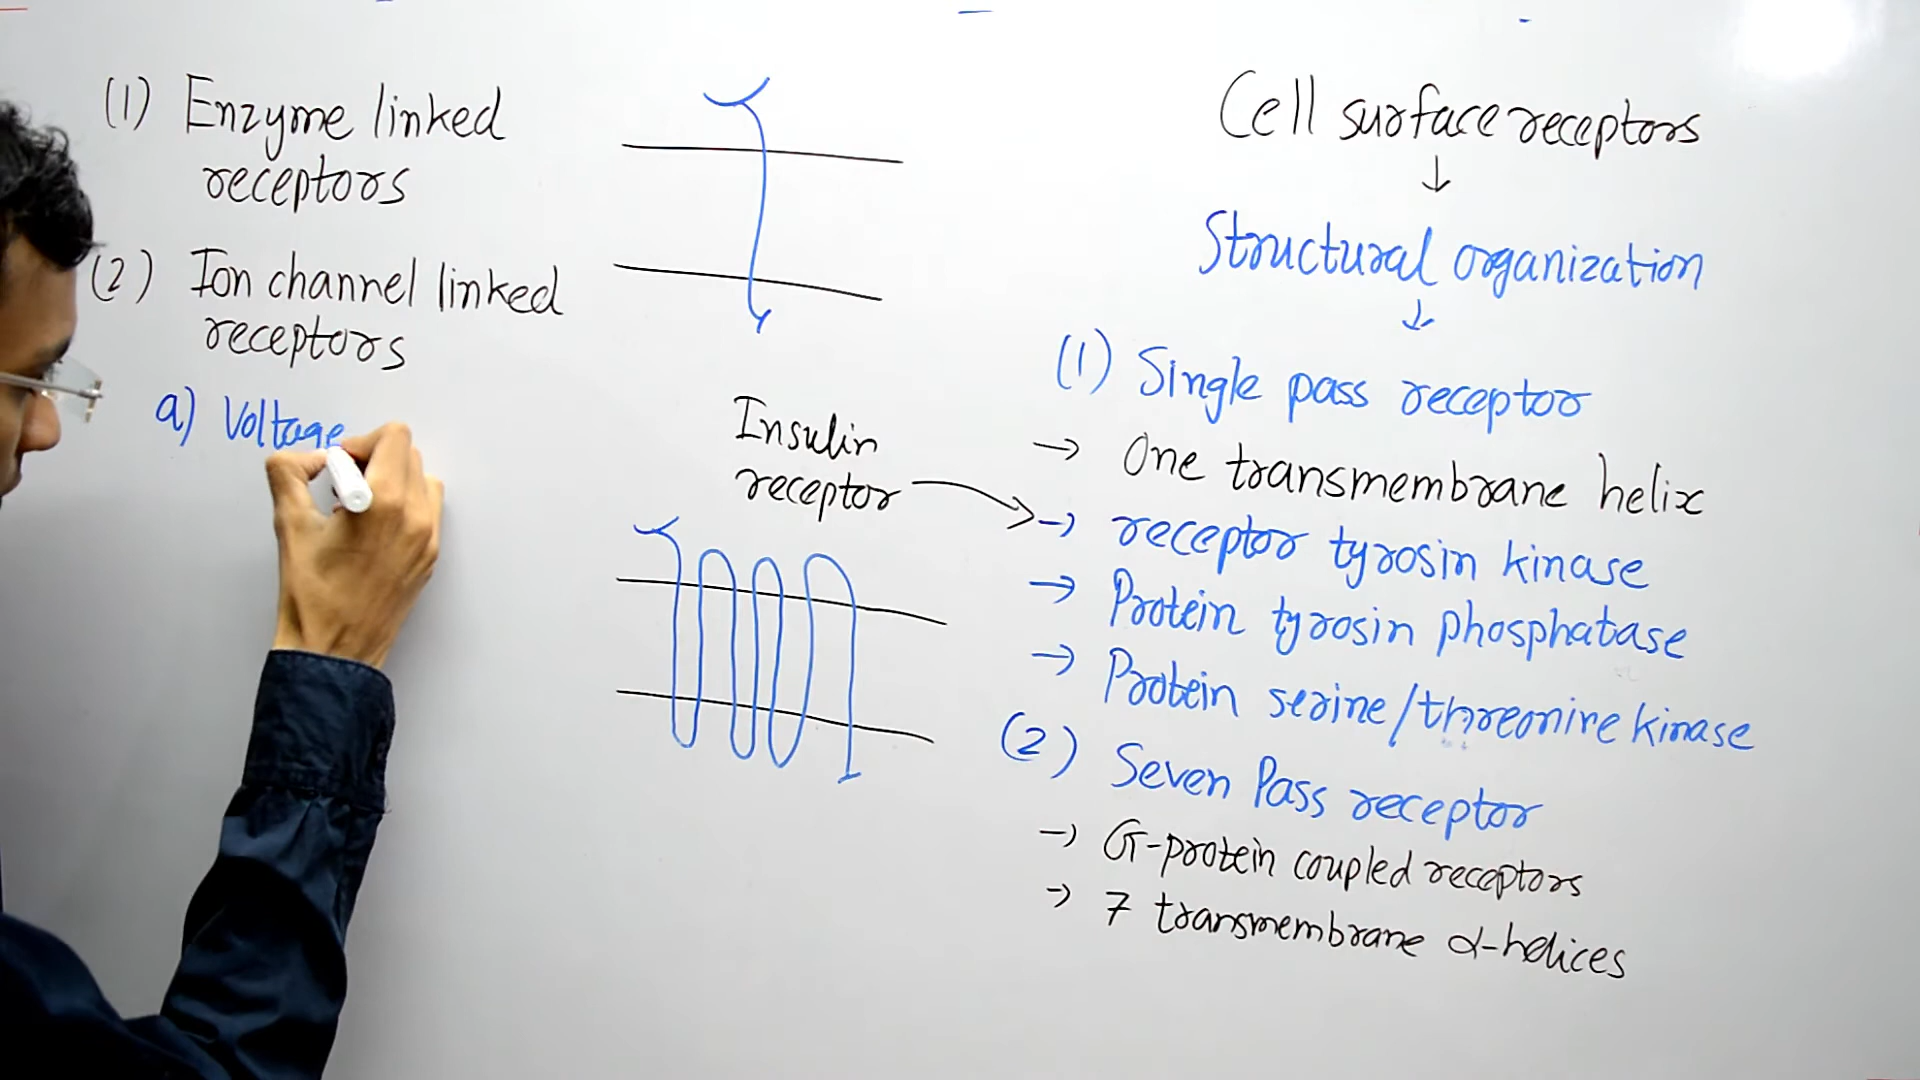 (1) Enzyme linked
receptors
(2) Ion channel linked
receptors
a) Voltage
Insulin
receptor
Cell surface receptors
↓
Structural organization
↓
(1) Single pass receptor
→ One transmembrane helix
→ receptor tyrosin kinase
→ Protein tyrosin phosphatase
→ Protein serine/threonine kinase
(2) Seven Pass receptor
→ G-protein coupled receptors
→ 7 transmembrane α-helices